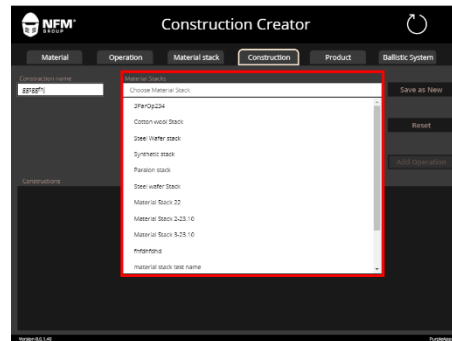 NFM
GROUP
Construction Creator
Material Operation Material stack Construction Product Ballistic System
Construction name
Material Stacks
Choose Material Stack
Save as New
3ParOp234
Cotton wool Stack
Steel Wafer stack
Reset
Synthetic stack
Paralon stack
Add Operation
Constructions
Steel wafer Stack
Material Stack 22
Material Stack 2-23.10
Material Stack 3-23.10
material stack test name